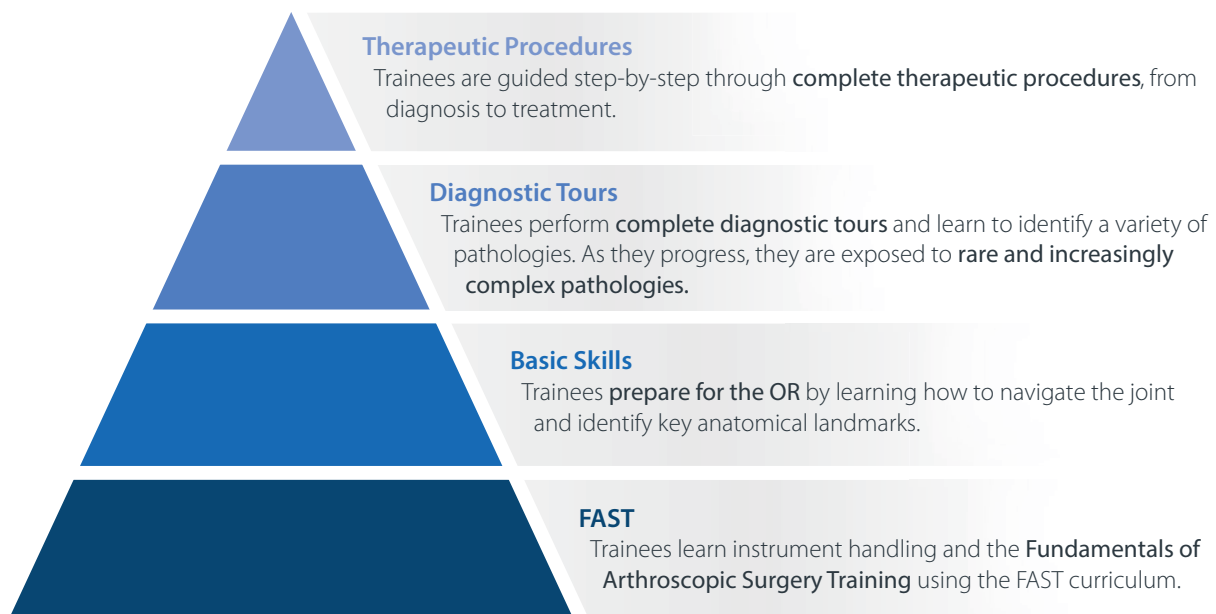 Therapeutic Procedures
Trainees are guided step-by-step through complete therapeutic procedures, from
diagnosis to treatment.
Diagnostic Tours
Trainees perform complete diagnostic tours and learn to identify a variety of
pathologies. As they progress, they are exposed to rare and increasingly
complex pathologies.
Basic Skills
Trainees prepare for the OR by learning how to navigate the joint
and identify key anatomical landmarks.
FAST
Trainees learn instrument handling and the Fundamentals of
Arthroscopic Surgery Training using the FAST curriculum.